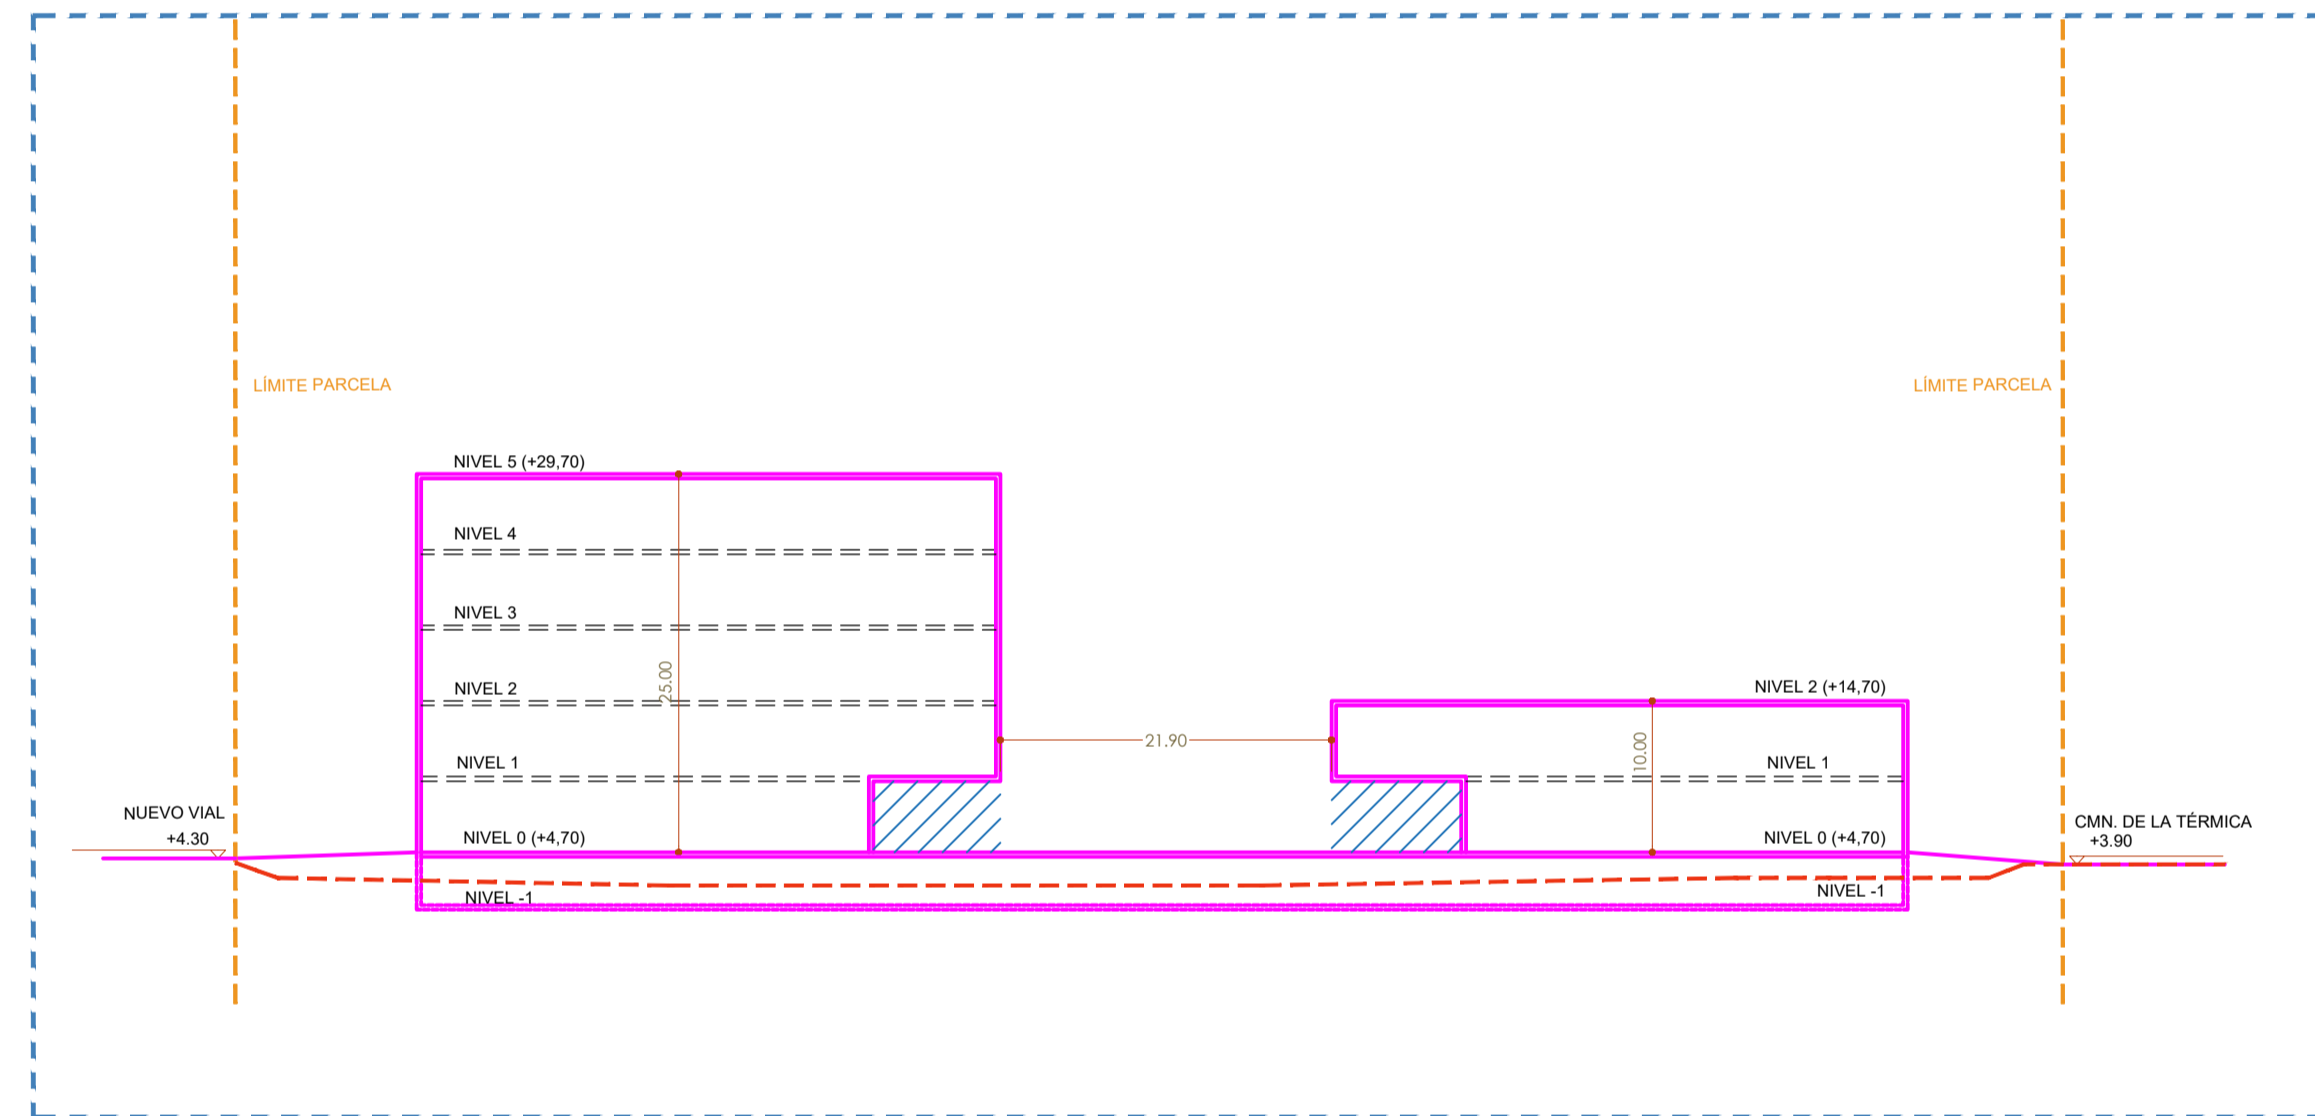 LÍMITE PARCELA
LÍMITE PARCELA
NIVEL 5 (+29,70)
NIVEL 4
NIVEL 3
25.00
NIVEL 2
NIVEL 2 (+14,70)
21.90
10.00
NIVEL 1
NIVEL 1
NUEVO VIAL
+4.30
CMN. DE LA TÉRMICA
+3.90
NIVEL 0 (+4,70)
NIVEL 0 (+4,70)
NIVEL -1
NIVEL -1